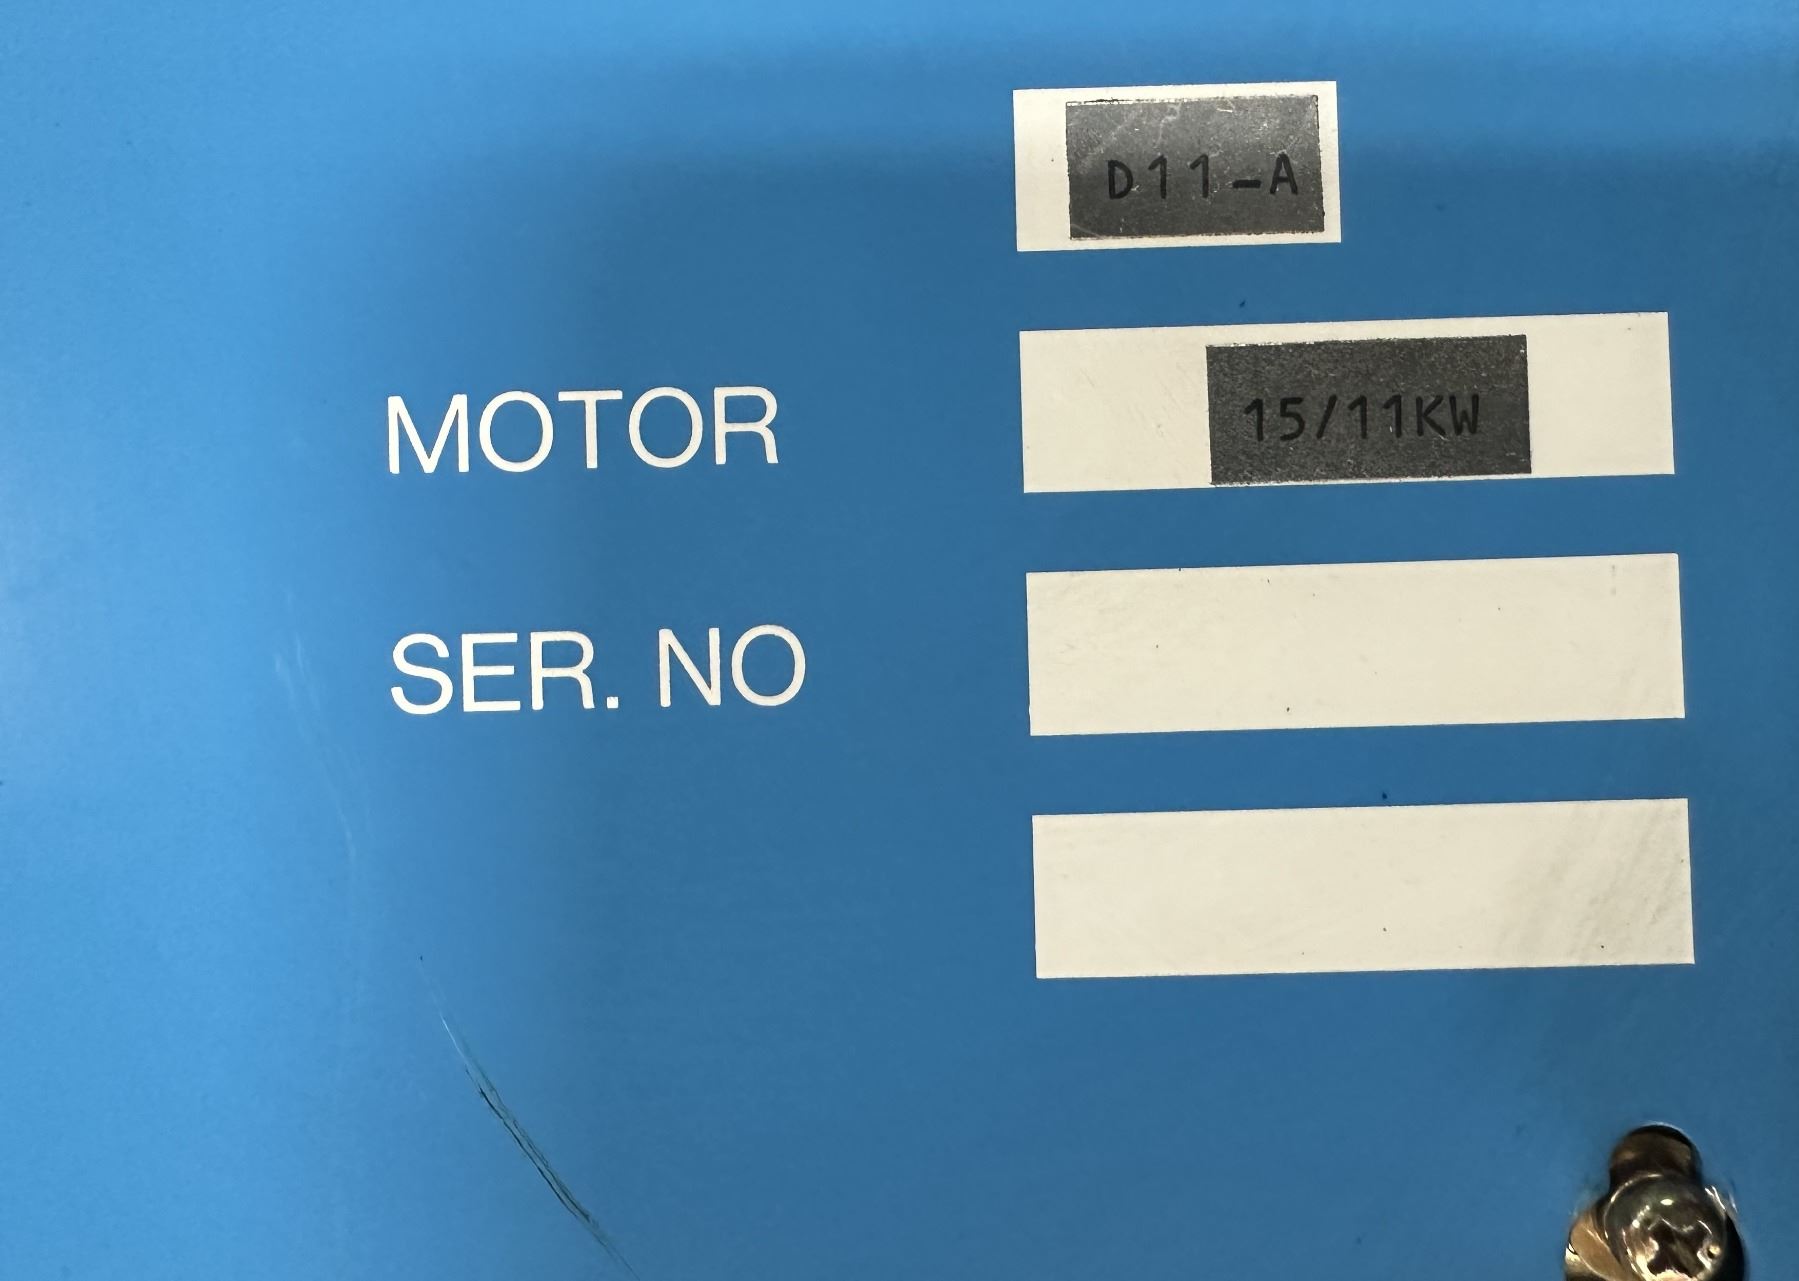 D11-A
MOTOR 15/11KW
SER. NO